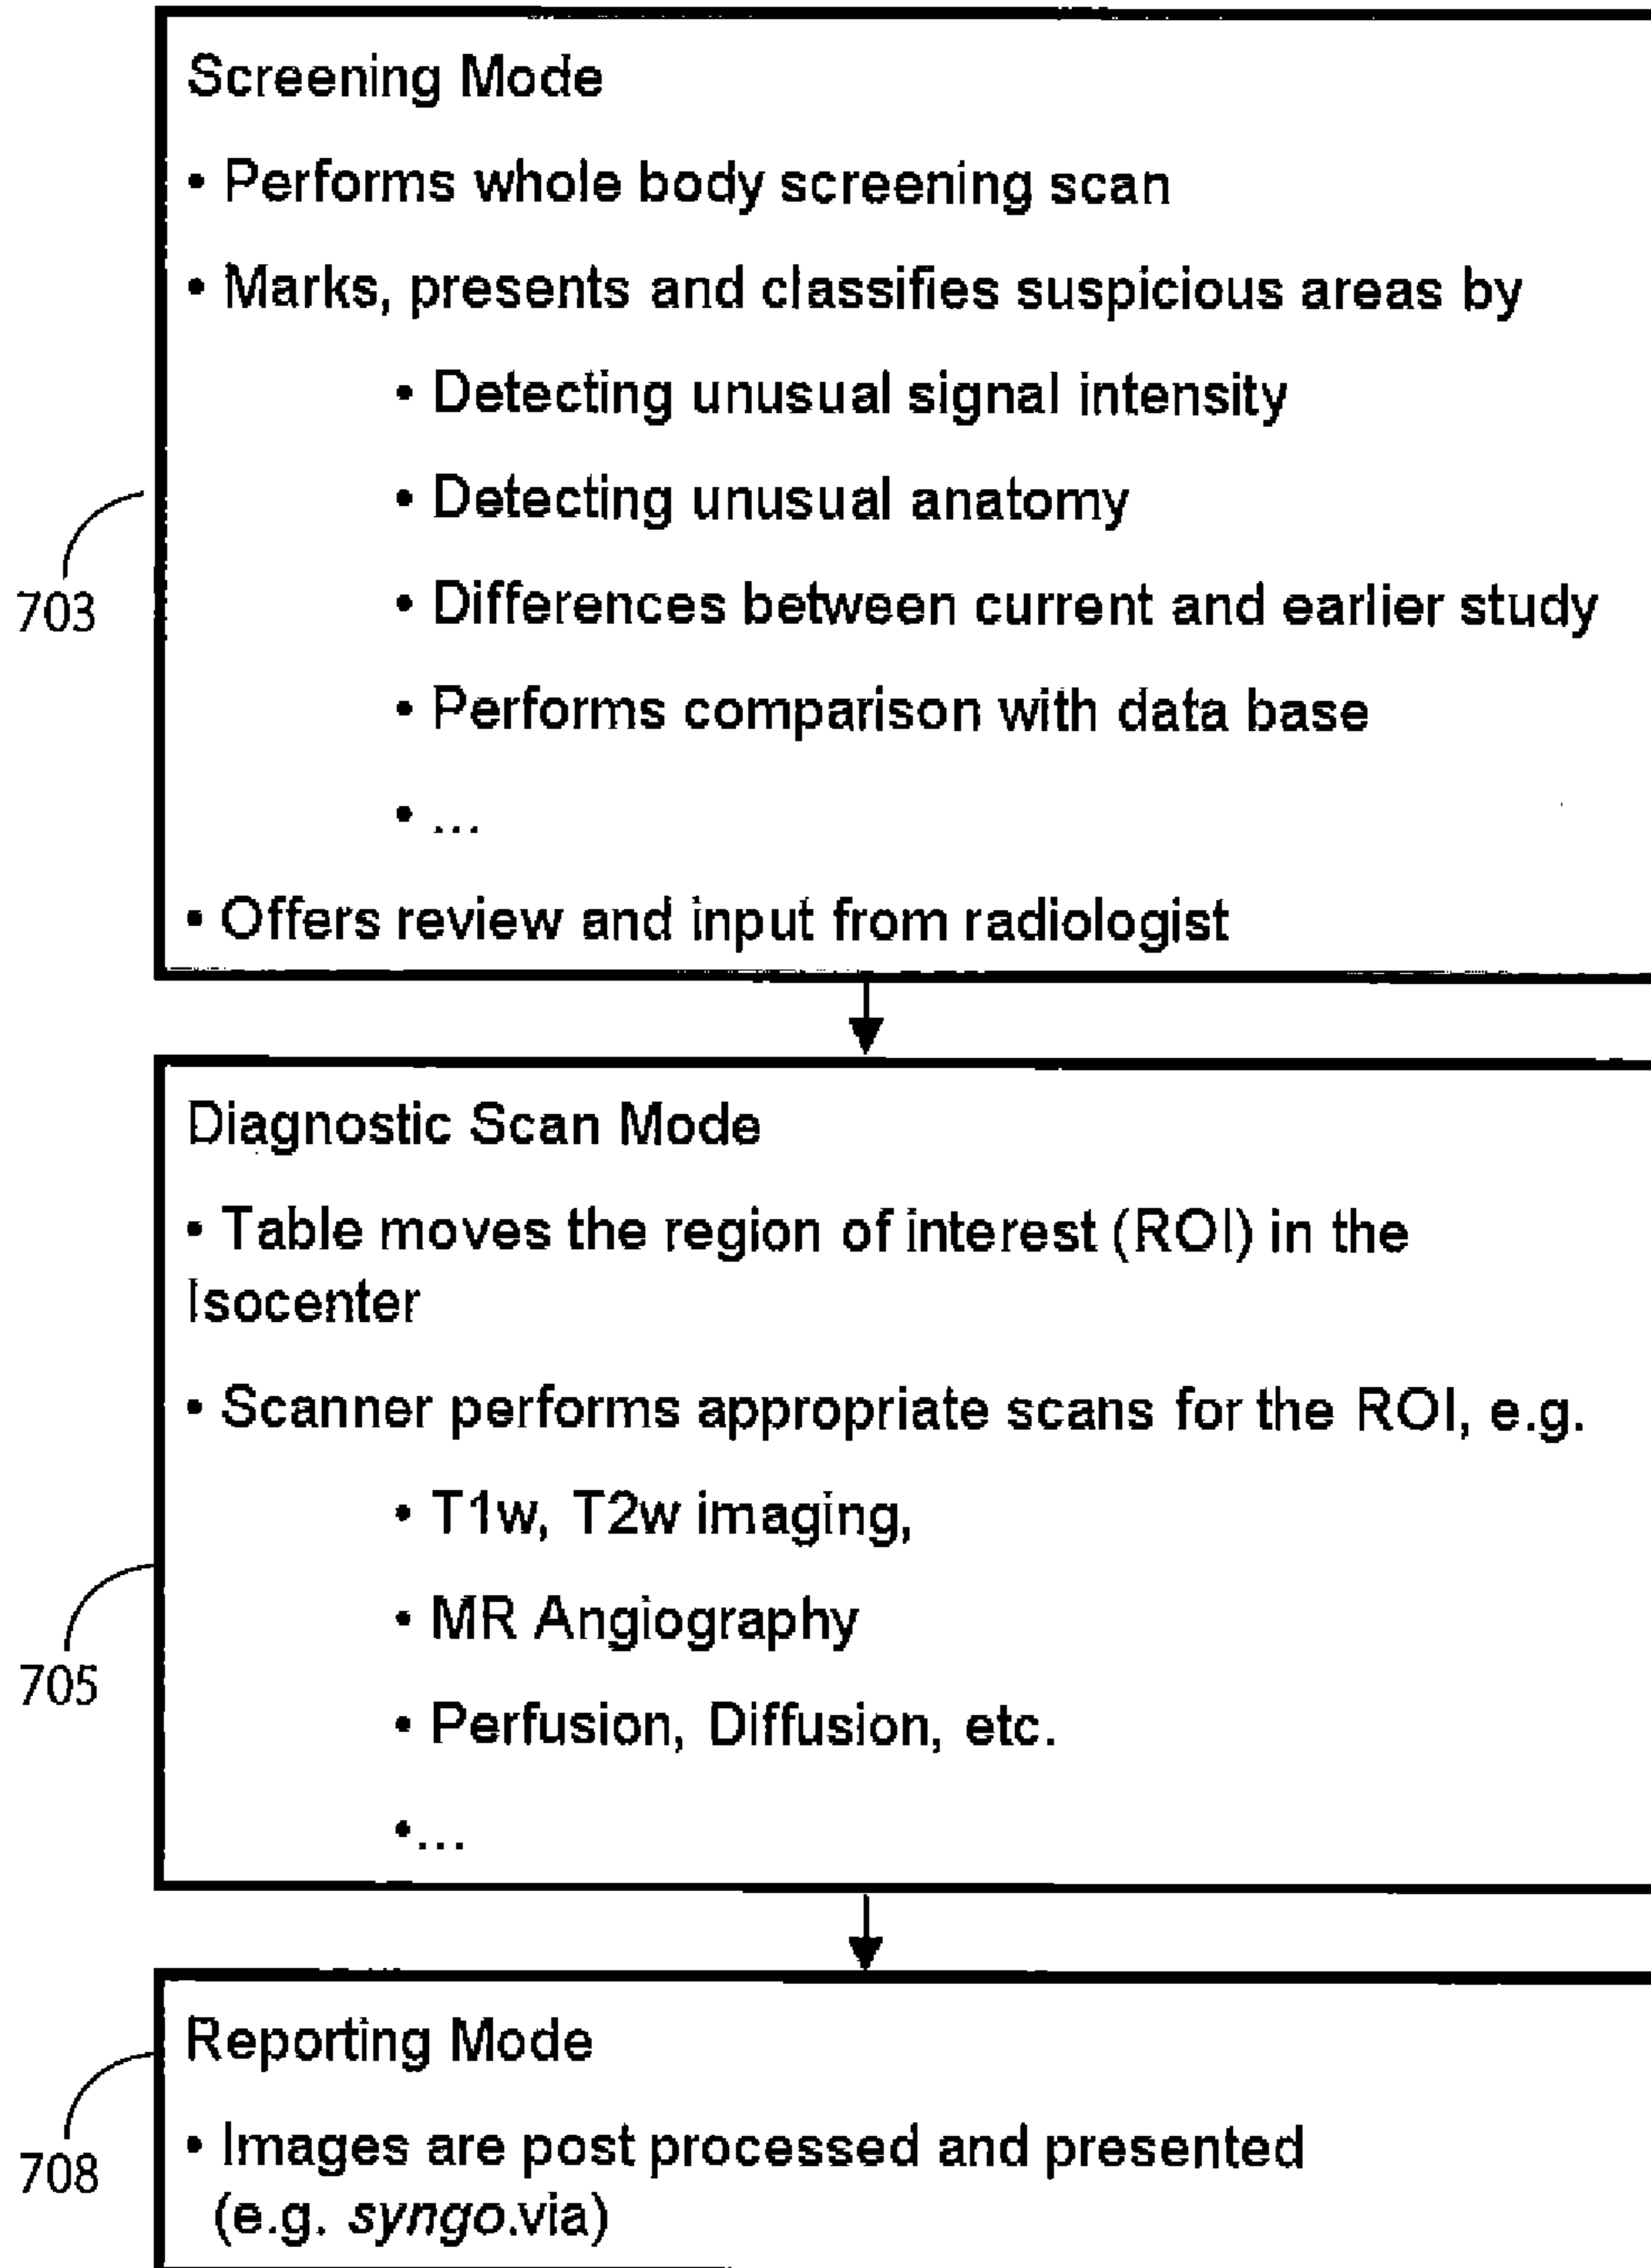 Screening Mode
• Performs whole body screening scan
• Marks, presents and classifies suspicious areas by
• Detecting unusual signal intensity
• Detecting unusual anatomy
703
• Differences between current and earlier study
• Performs comparison with data base
• ...
• Offers review and input from radiologist
Diagnostic Scan Mode
• Table moves the region of interest (ROI) in the
Isocenter
• Scanner performs appropriate scans for the ROI, e.g.
• T1w, T2w imaging,
• MR Angiography
705
• Perfusion, Diffusion, etc.
•...
Reporting Mode
708
• Images are post processed and presented
(e.g. syngo.via)